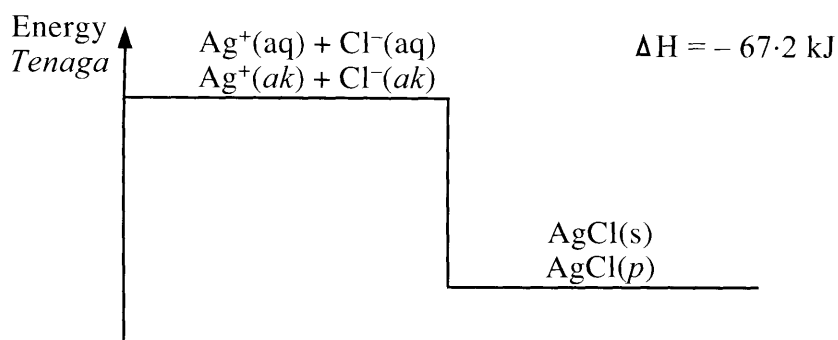 Energy
Tenaga
Ag⁺(aq) + Cl⁻(aq)
Ag⁺(ak) + Cl⁻(ak)
ΔH = – 67·2 kJ
AgCl(s)
AgCl(p)